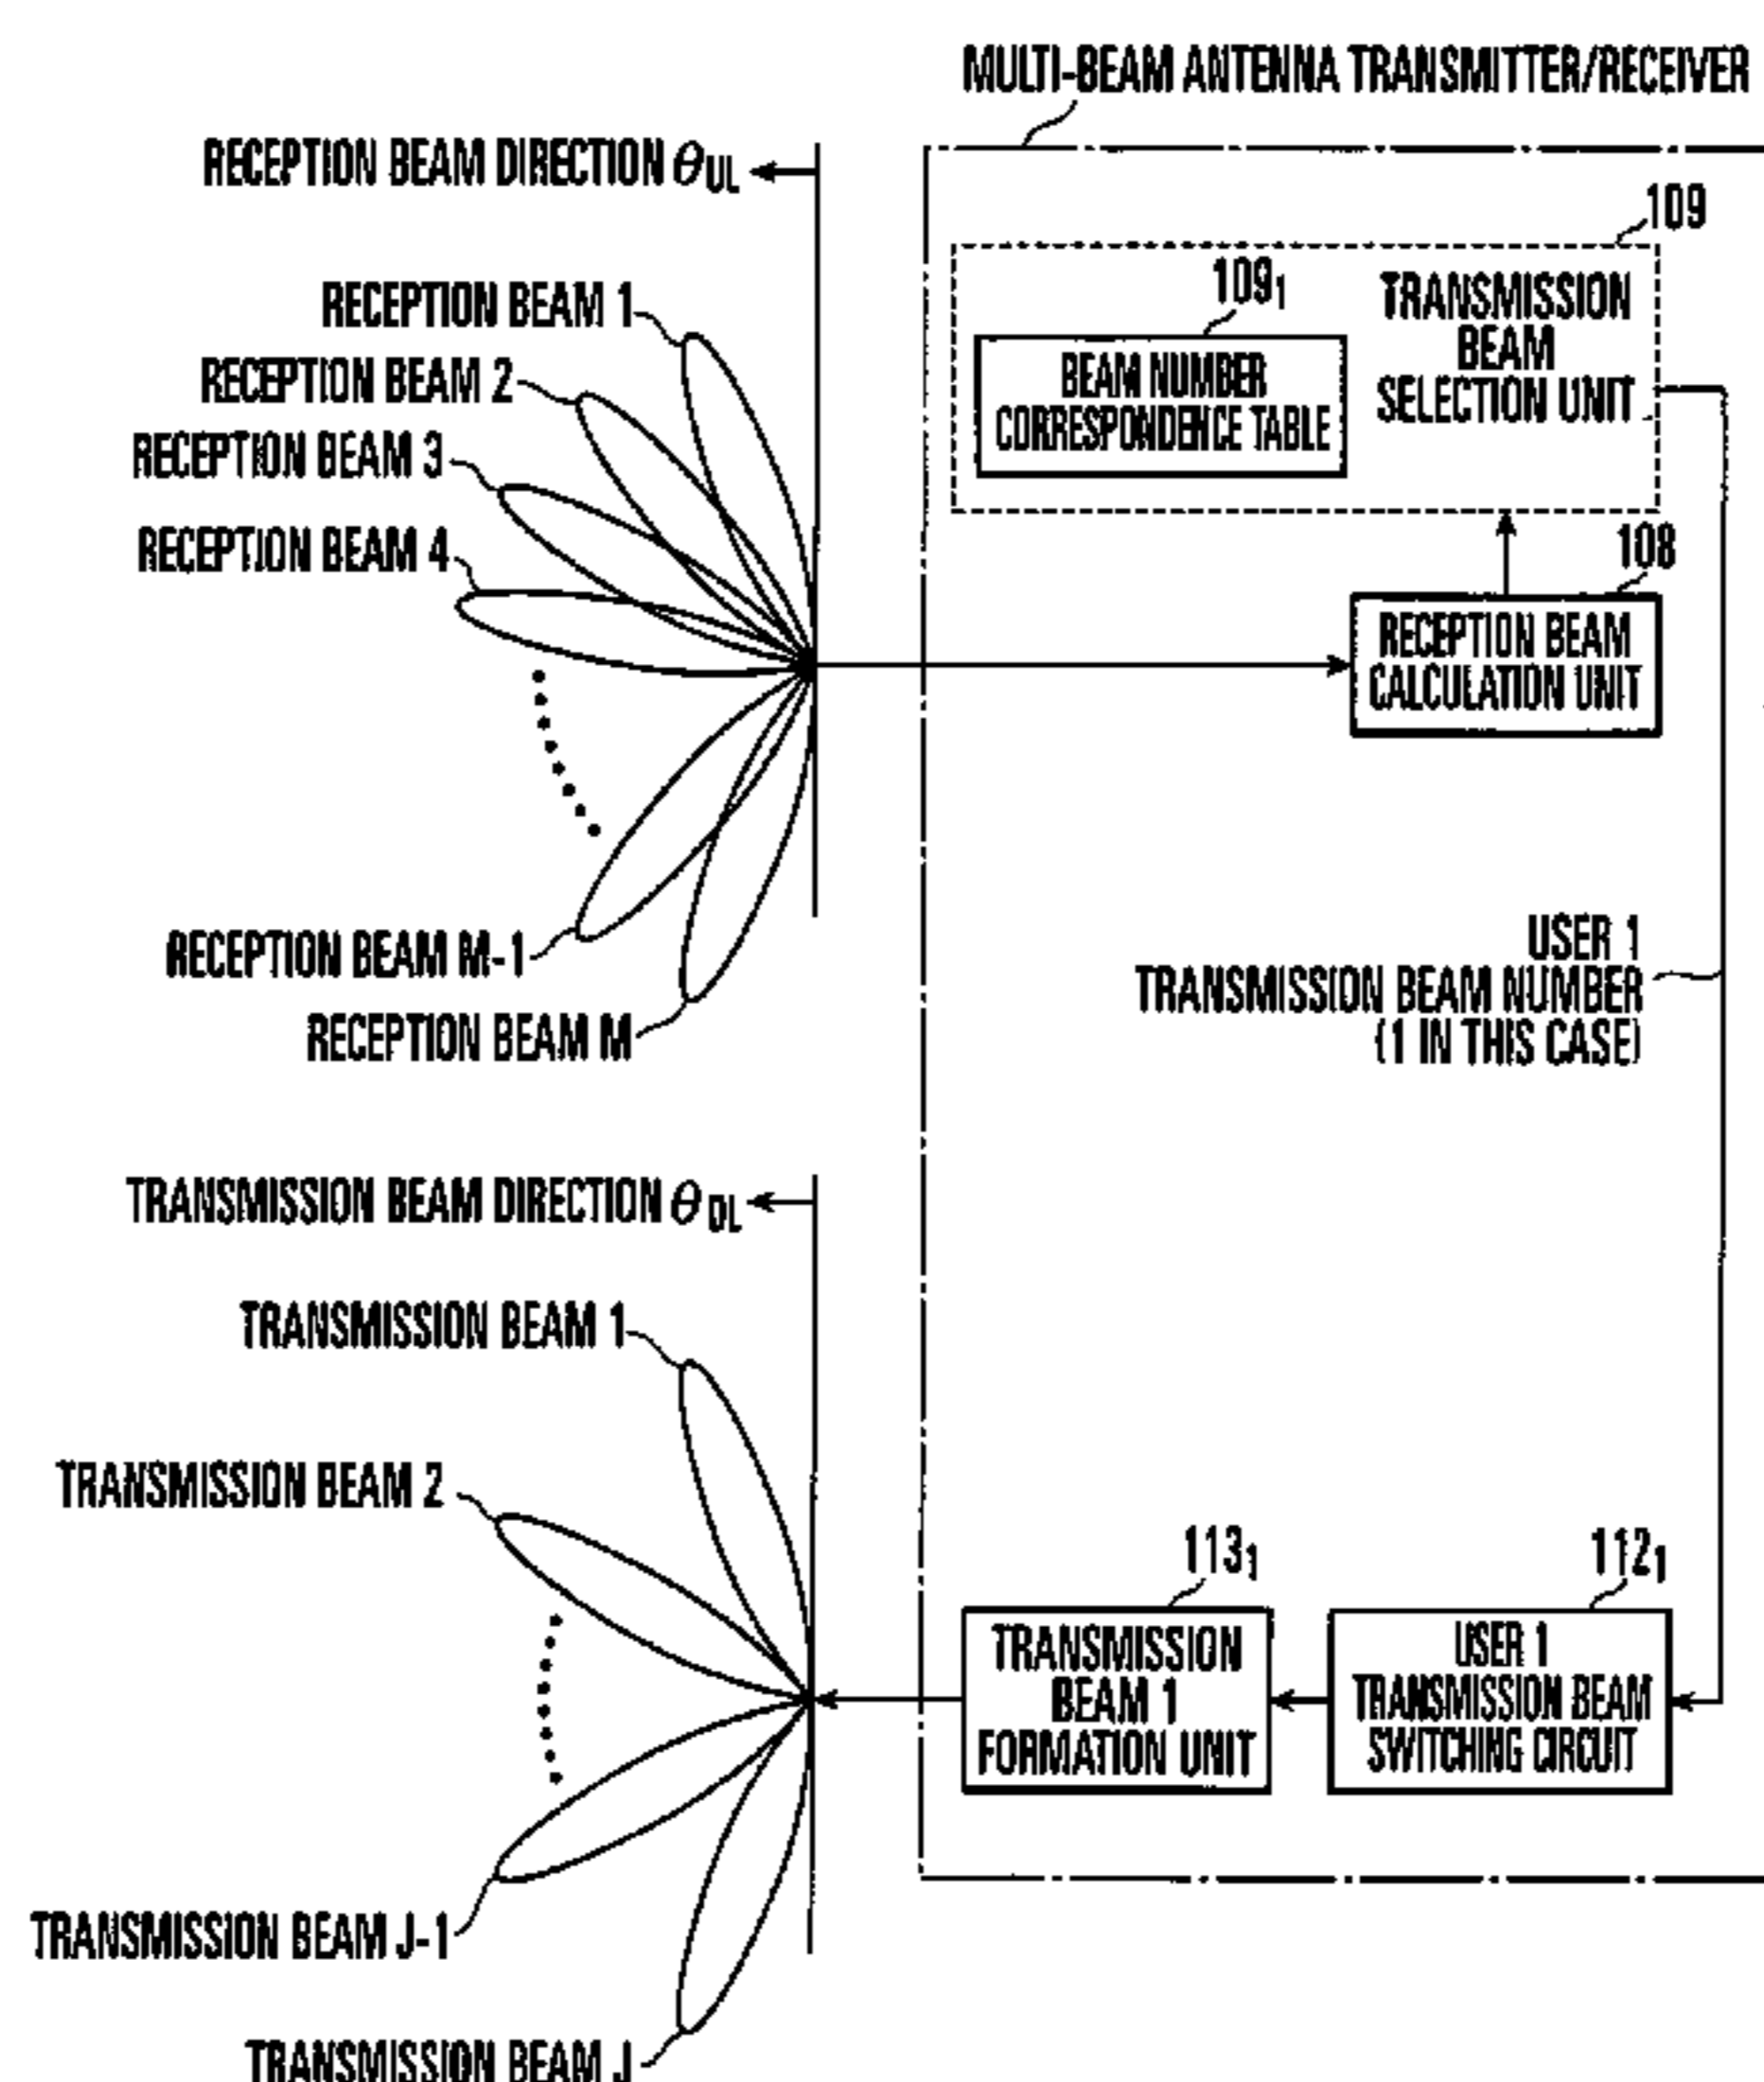 MULTI-BEAM ANTENNA TRANSMITTER/RECEIVER
RECEPTION BEAM DIRECTION θUL
109
109₁
TRANSMISSION
BEAM
SELECTION UNIT
BEAM NUMBER
CORRESPONDENCE TABLE
RECEPTION BEAM 1
RECEPTION BEAM 2
RECEPTION BEAM 3
RECEPTION BEAM 4
108
RECEPTION BEAM
CALCULATION UNIT
RECEPTION BEAM M-1
RECEPTION BEAM M
USER 1
TRANSMISSION BEAM NUMBER
(1 IN THIS CASE)
TRANSMISSION BEAM DIRECTION θDL
TRANSMISSION BEAM 1
TRANSMISSION BEAM 2
113₁
TRANSMISSION
BEAM 1
FORMATION UNIT
112₁
USER 1
TRANSMISSION BEAM
SWITCHING CIRCUIT
TRANSMISSION BEAM J-1
TRANSMISSION BEAM J